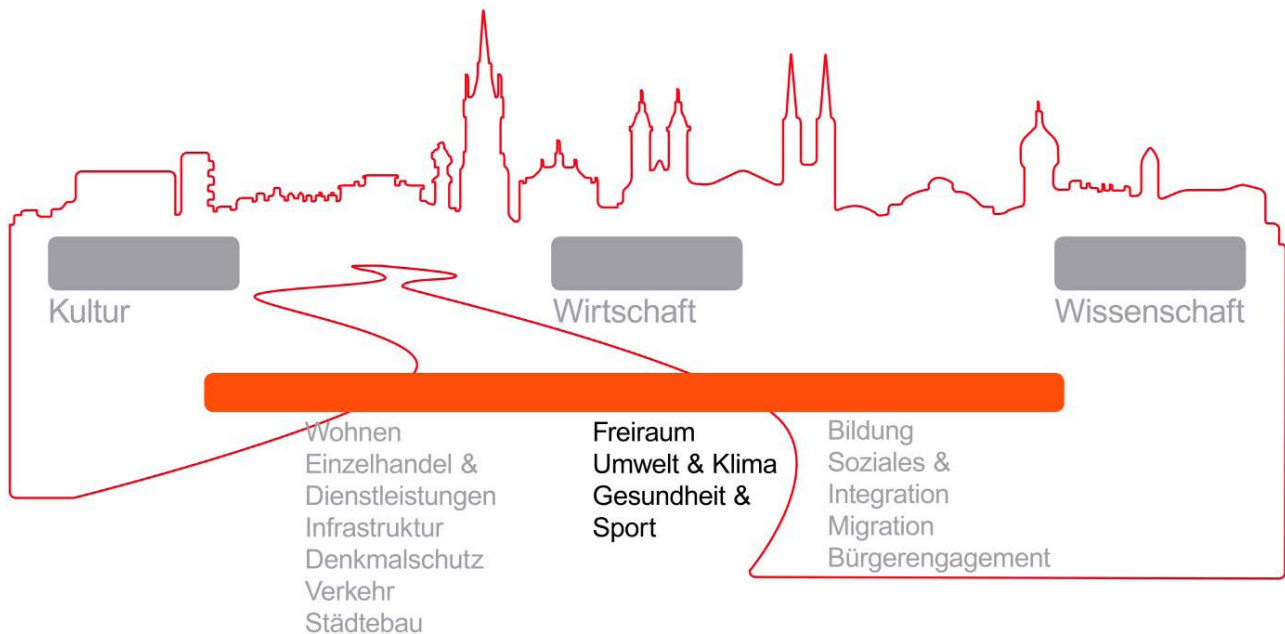 Kultur
Wirtschaft
Wissenschaft
Wohnen
Einzelhandel &
Dienstleistungen
Infrastruktur
Denkmalschutz
Verkehr
Städtebau
Freiraum
Umwelt & Klima
Gesundheit &
Sport
Bildung
Soziales &
Integration
Migration
Bürgerengagement